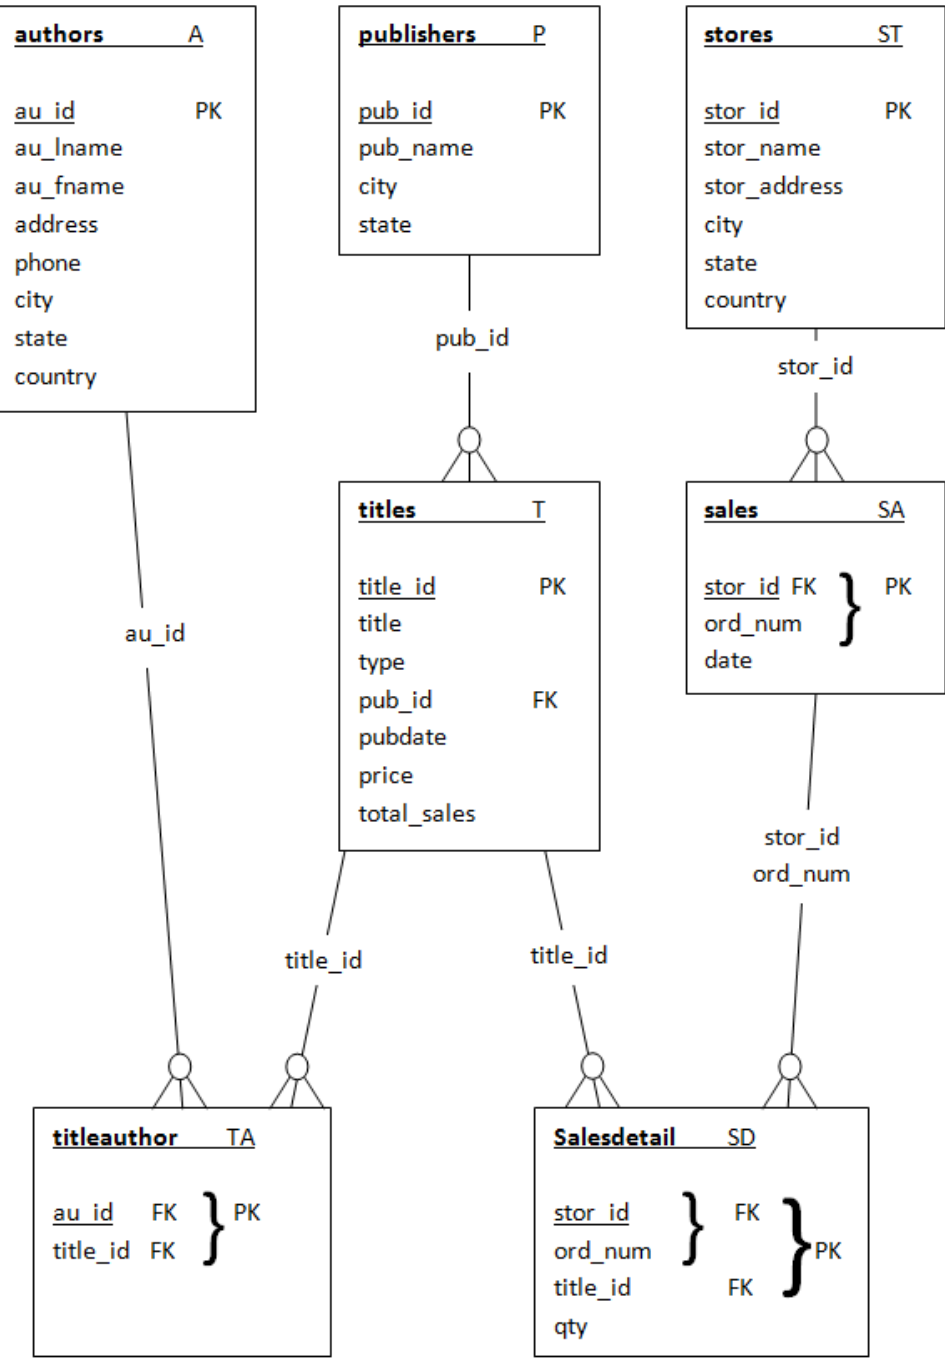 authors A
au_id PK
au_lname
au_fname
address
phone
city
state
country
publishers P
pub_id PK
pub_name
city
state
stores ST
stor_id PK
stor_name
stor_address
city
state
country
pub_id
stor_id
au_id
titles T
title_id PK
title
type
pub_id FK
pubdate
price
total_sales
sales SA
stor_id FK } PK
ord_num
date
title_id
title_id
stor_id
ord_num
titleauthor TA
au_id FK } PK
title_id FK
Salesdetail SD
stor_id } FK
ord_num } PK
title_id FK
qty